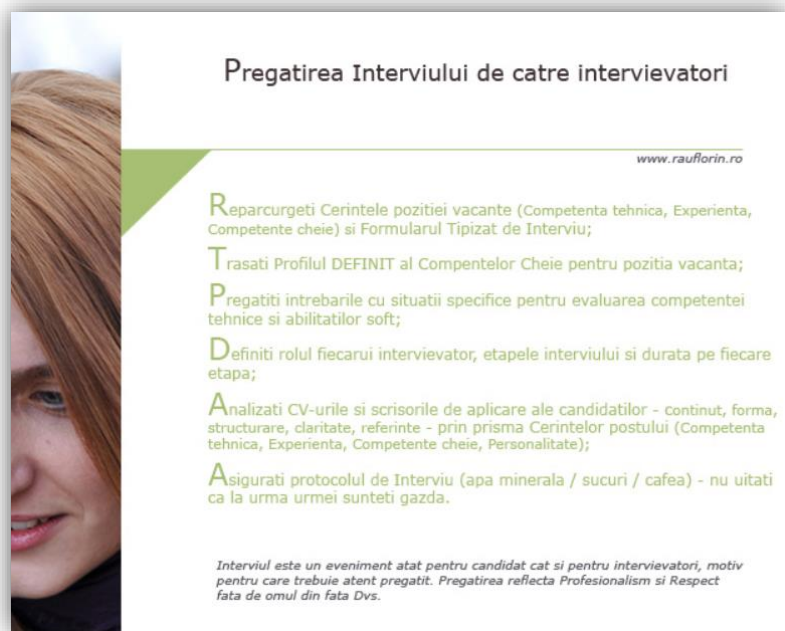 Pregatirea Interviului de catre intervievatori
www.rauflorin.ro
Reparcurgeti Cerintele pozitiei vacante (Competenta tehnica, Experienta,
Competente cheie) si Formularul Tipizat de Interviu;
Trasati Profilul DEFINIT al Compentelor Cheie pentru pozitia vacanta;
Pregatiti intrebarile cu situatii specifice pentru evaluarea competentei
tehnice si abilitatilor soft;
Definiti rolul fiecarui intervievator, etapele interviului si durata pe fiecare
etapa;
Analizati CV-urile si scrisorile de aplicare ale candidatilor - continut, forma,
structurare, claritate, referinte - prin prisma Cerintelor postului (Competenta
tehnica, Experienta, Competente cheie, Personalitate);
Asigurati protocolul de Interviu (apa minerala / sucuri / cafea) - nu uitati
ca la urma urmei sunteti gazda.
Interviul este un eveniment atat pentru candidat cat si pentru intervievatori, motiv
pentru care trebuie atent pregatit. Pregatirea reflecta Profesionalism si Respect
fata de omul din fata Dvs.